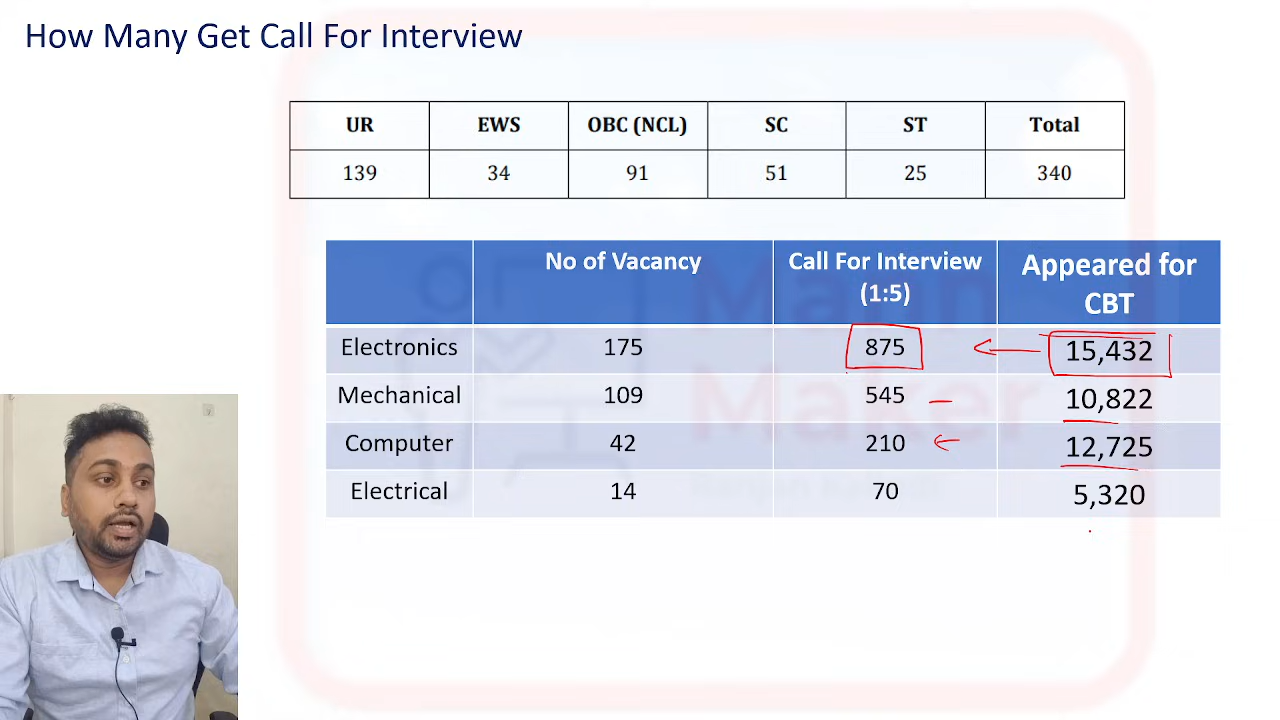 How Many Get Call For Interview
UR EWS OBC (NCL) SC ST Total
139 34 91 51 25 340
No of Vacancy Call For Interview (1:5) Appeared for CBT
Electronics 175 875 15,432
Mechanical 109 545 10,822
Computer 42 210 12,725
Electrical 14 70 5,320
Maker